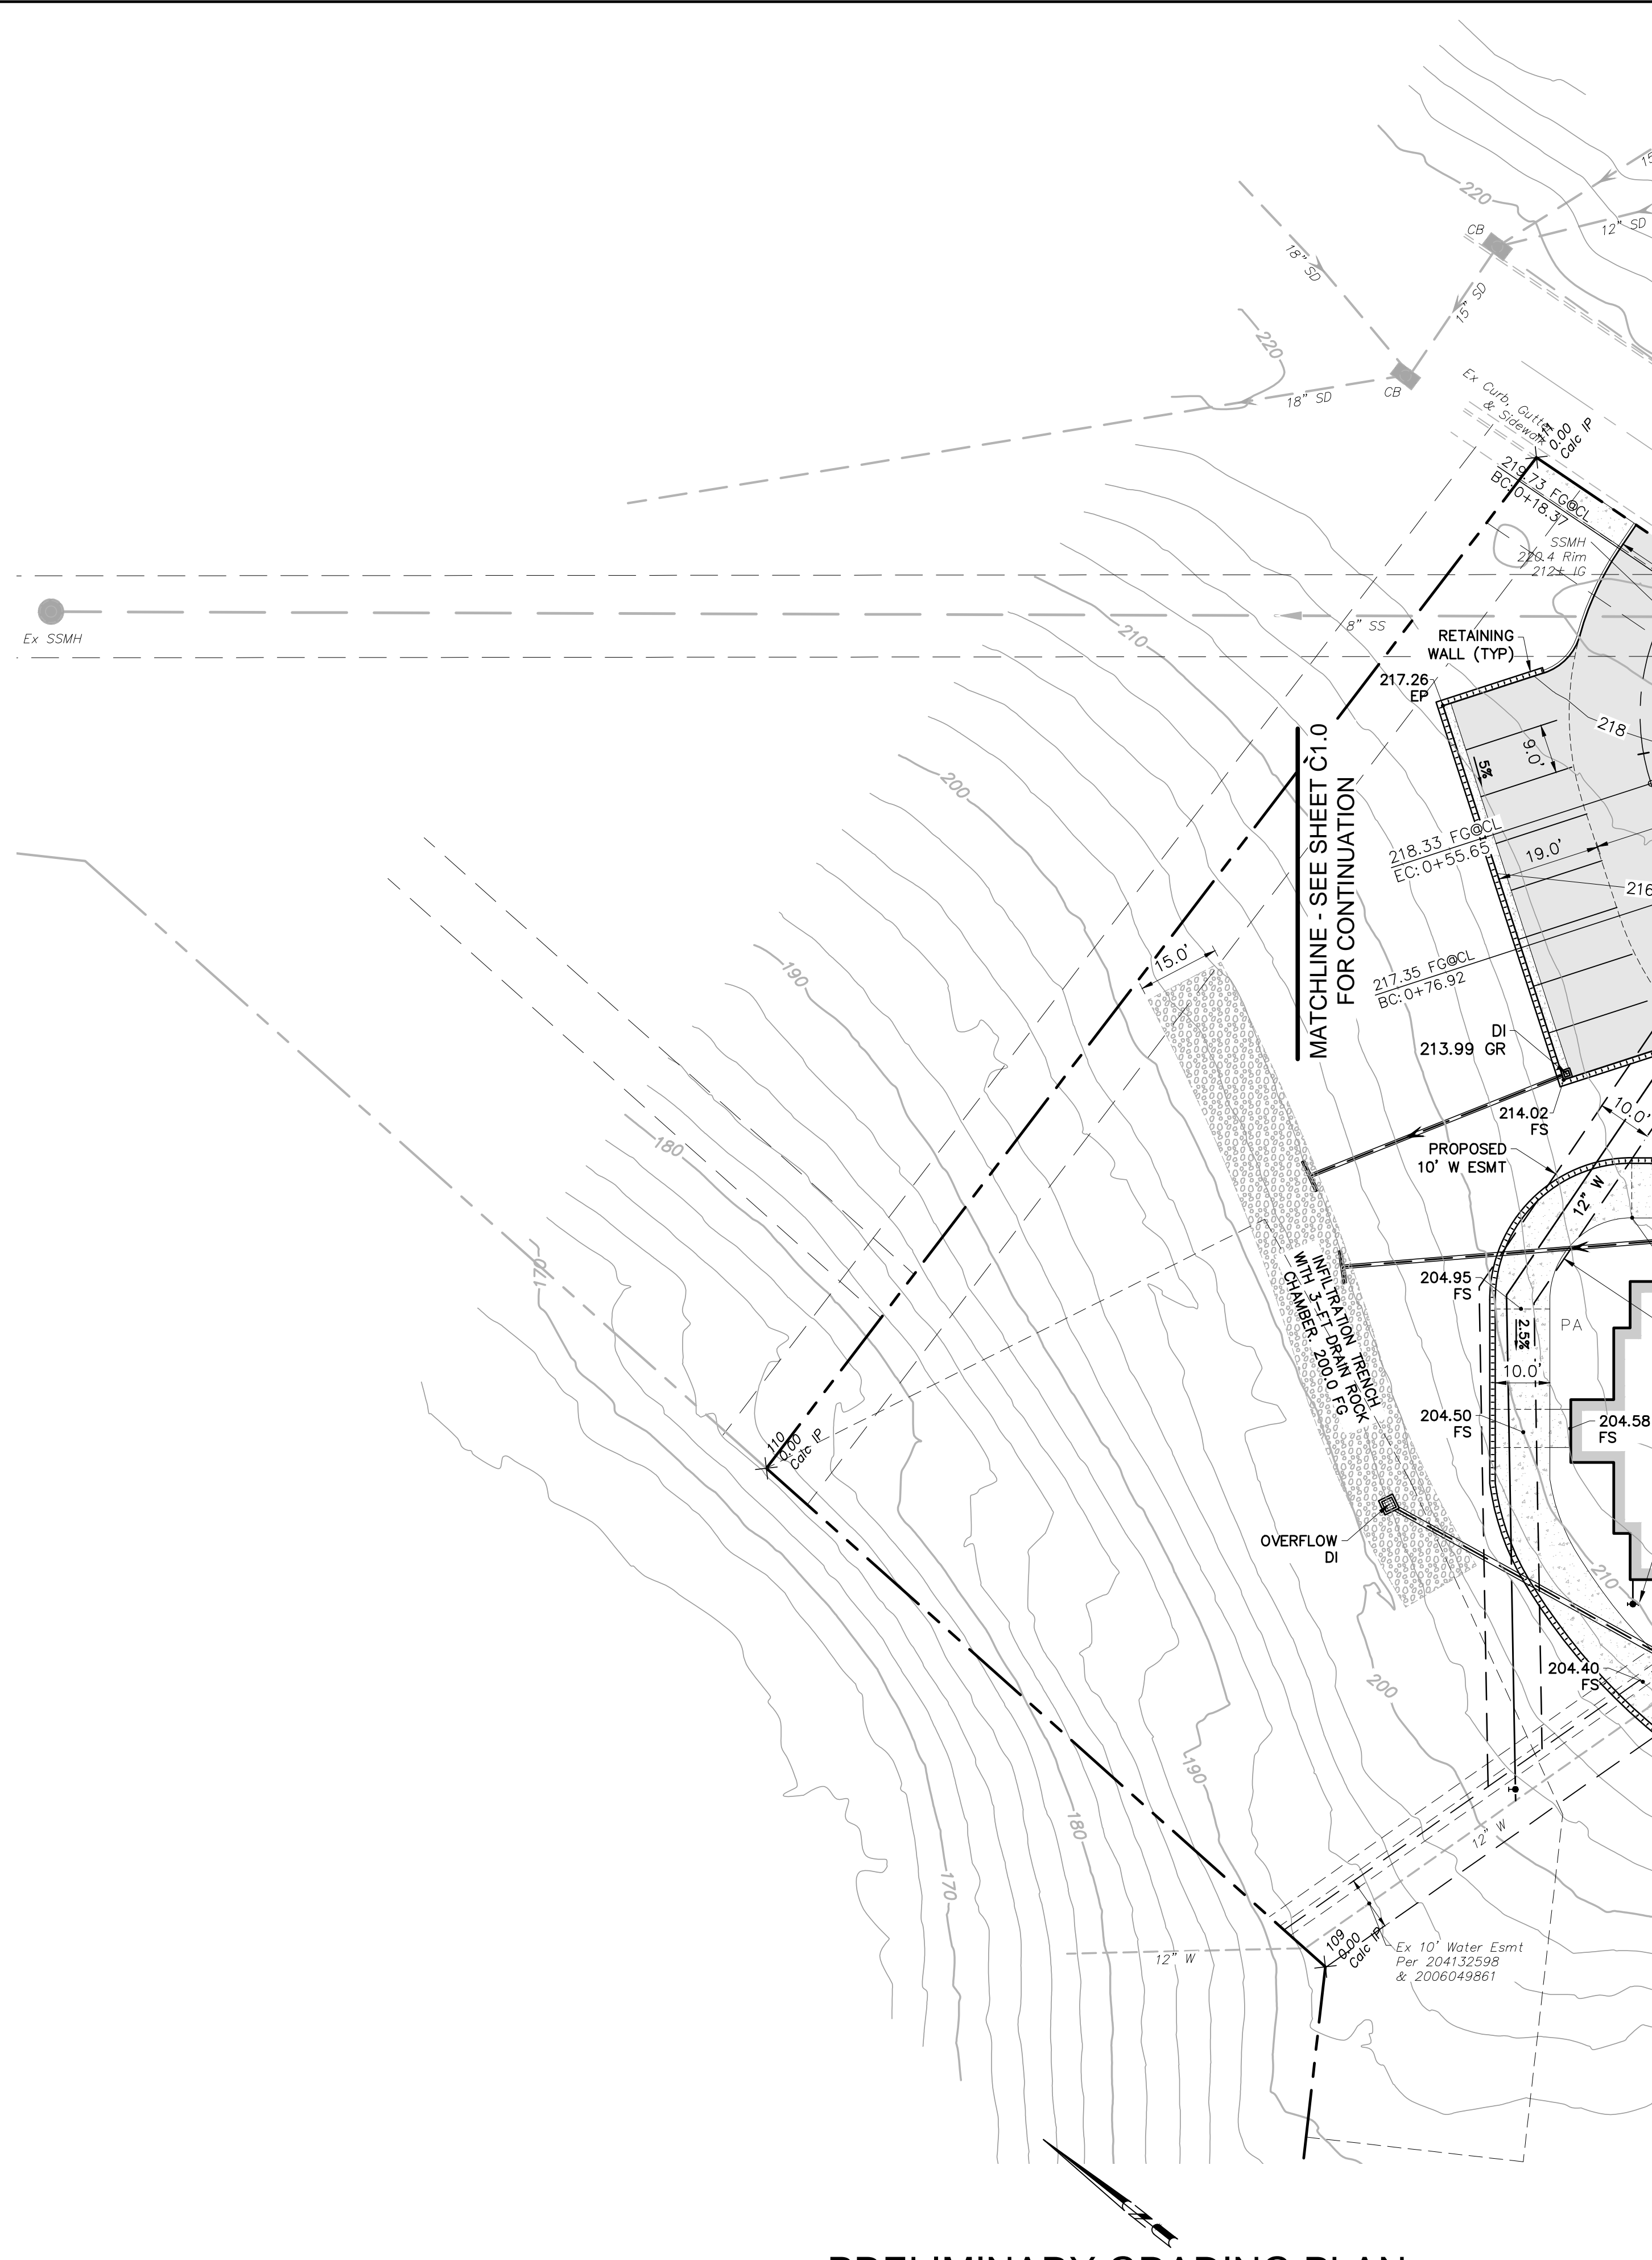 15
220
12" SD
CB
18" SD
15" SD
220
CB
18" SD
Ex Curb, Gutter
& Sidewalk
0.00
Calc IP
219.73 FG@CL
BC: 0+18.37
SSMH
220.4 Rim
212± IG
Ex SSMH
8" SS
210
RETAINING
WALL (TYP)
217.26
EP
218
9.0'
5%
MATCHLINE - SEE SHEET C1.0
FOR CONTINUATION
200
218.33 FG@CL
EC: 0+55.65
19.0'
216
190
15.0'
217.35 FG@CL
BC: 0+76.92
DI
213.99 GR
214.02
FS
10.0'
180
PROPOSED
10' W ESMT
12" W
170
INFILTRATION TRENCH
WITH 3-FT DRAIN ROCK
CHAMBER. 200.0 FG
204.95
FS
2.5%
PA
10.0'
204.50
FS
204.58
FS
110
0.00
Calc IP
OVERFLOW
DI
210
204.40
FS
200
190
180
12" W
170
109
0.00
Calc IP
12" W
Ex 10' Water Esmt
Per 204132598
& 2006049861
N
PRELIMINARY GRADING PLAN